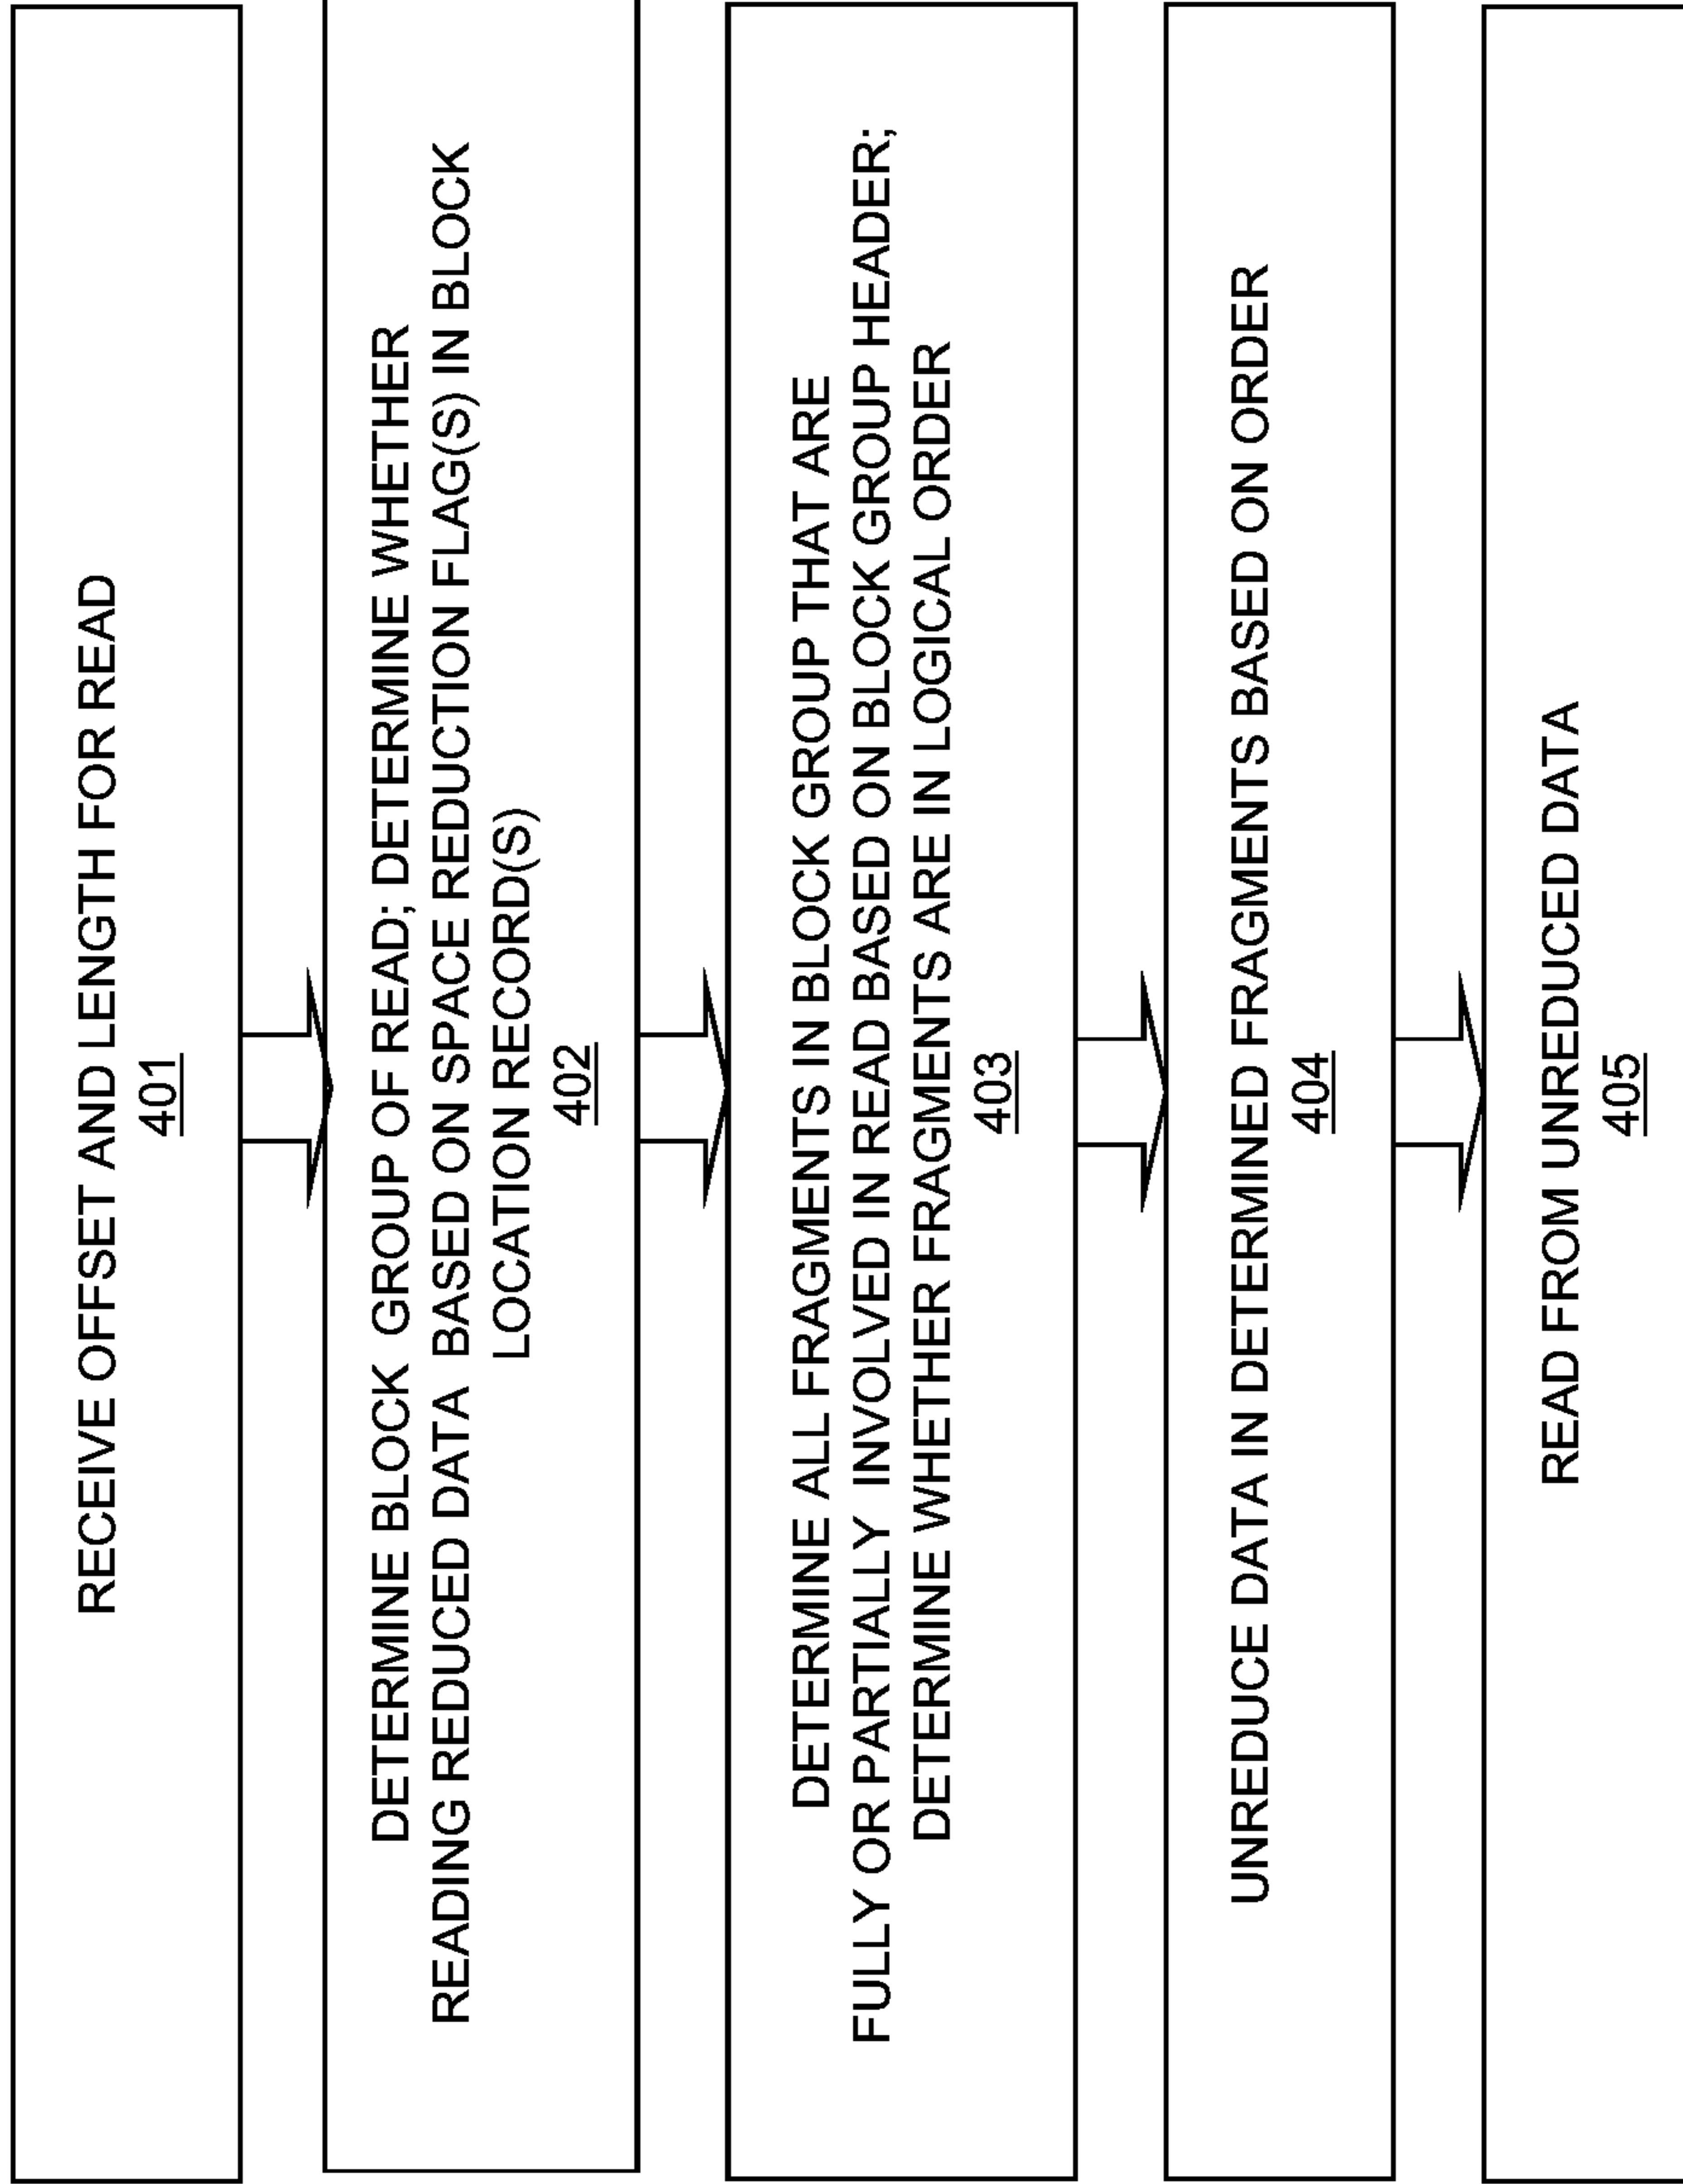 RECEIVE OFFSET AND LENGTH FOR READ
401
DETERMINE BLOCK GROUP OF READ; DETERMINE WHETHER
READING REDUCED DATA BASED ON SPACE REDUCTION FLAG(S) IN BLOCK
LOCATION RECORD(S)
402
DETERMINE ALL FRAGMENTS IN BLOCK GROUP THAT ARE
FULLY OR PARTIALLY INVOLVED IN READ BASED ON BLOCK GROUP HEADER;
DETERMINE WHETHER FRAGMENTS ARE IN LOGICAL ORDER
403
UNREDUCE DATA IN DETERMINED FRAGMENTS BASED ON ORDER
404
READ FROM UNREDUCED DATA
405